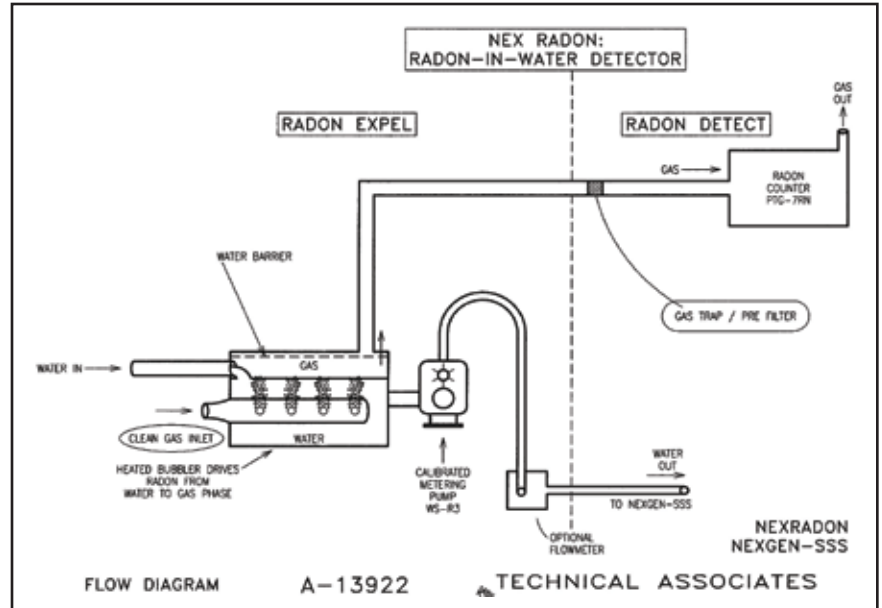 NEX RADON:
RADON-IN-WATER DETECTOR
GAS
OUT
RADON EXPEL
RADON DETECT
GAS
RADON
COUNTER
PTG-7RN
WATER BARRIER
GAS TRAP / PRE FILTER
WATER IN
GAS
CLEAN GAS INLET
WATER
HEATED BUBBLER DRIVES
RADON FROM
WATER TO GAS PHASE
CALIBRATED
METERING
PUMP
WS-R3
WATER
OUT
TO NEXGEN-SSS
OPTIONAL
FLOWMETER
NEXRADON
NEXGEN-SSS
FLOW DIAGRAM
A-13922
TECHNICAL ASSOCIATES